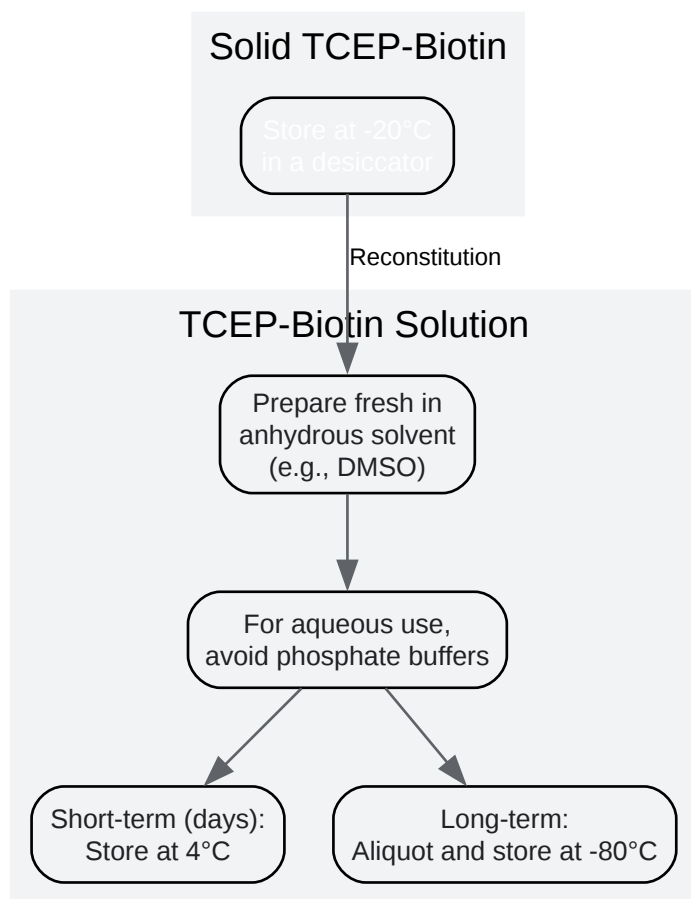 Solid TCEP-Biotin
Store at -20°C
in a desiccator
Reconstitution
TCEP-Biotin Solution
Prepare fresh in
anhydrous solvent
(e.g., DMSO)
For aqueous use,
avoid phosphate buffers
Short-term (days):
Store at 4°C
Long-term:
Aliquot and store at -80°C